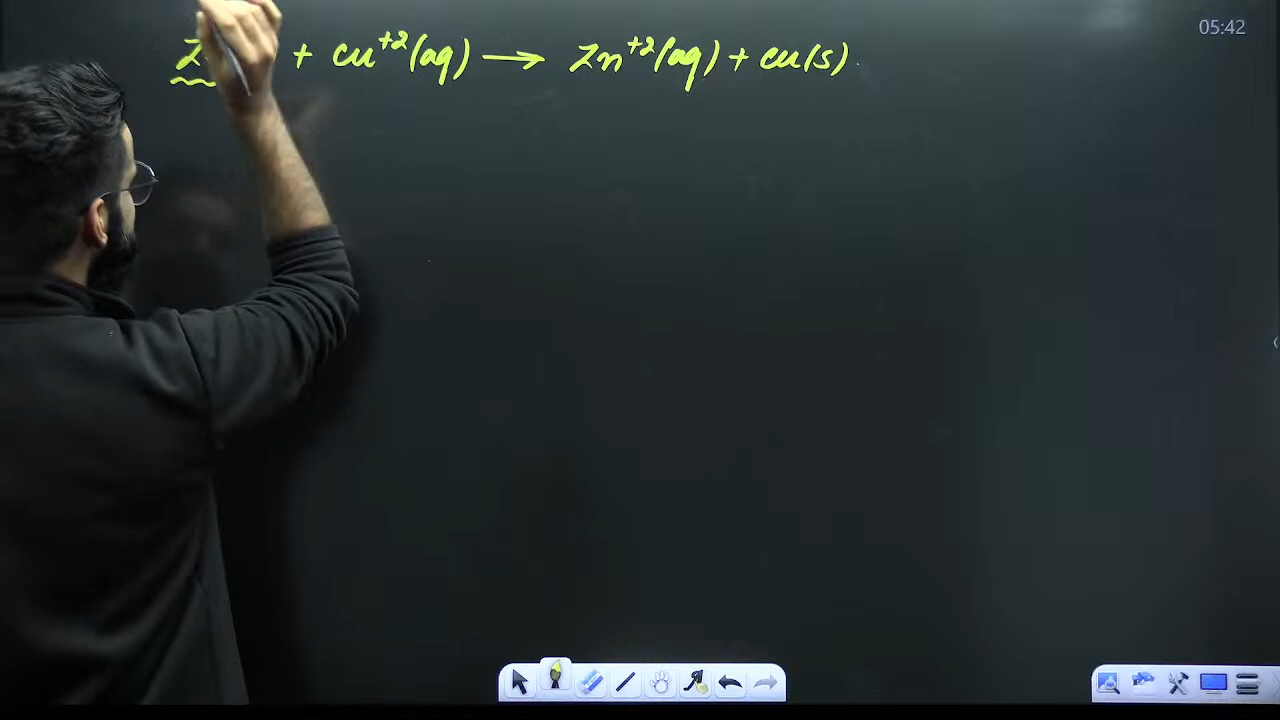 05:42
+ Cu+2(aq) → Zn+2(aq) + Cu(s)